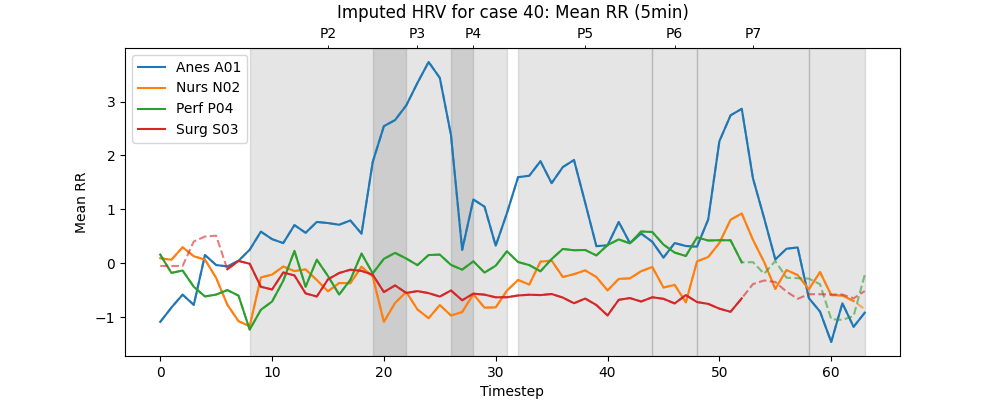 Imputed HRV for case 40: Mean RR (5min)
P2 P3 P4 P5 P6 P7
Anes A01
Nurs N02
Perf P04
Surg S03
Mean RR
3
2
1
0
−1
0 10 20 30 40 50 60
Timestep